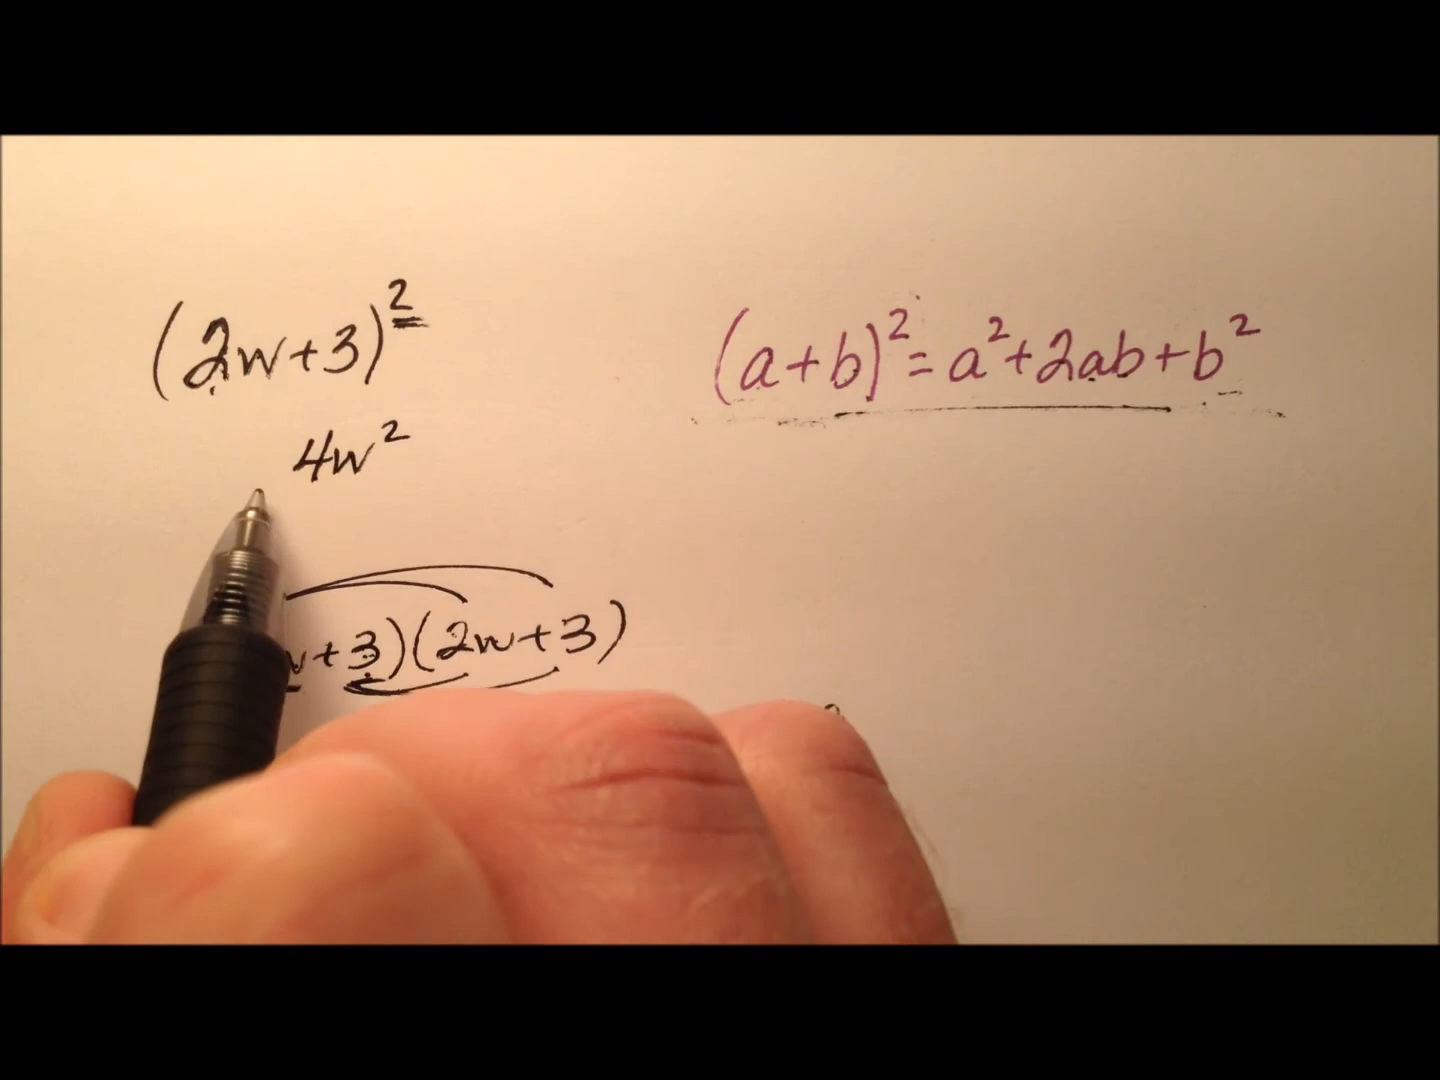 (2w+3)²
(a+b)²=a²+2ab+b²
4w²
+3)(2w+3)